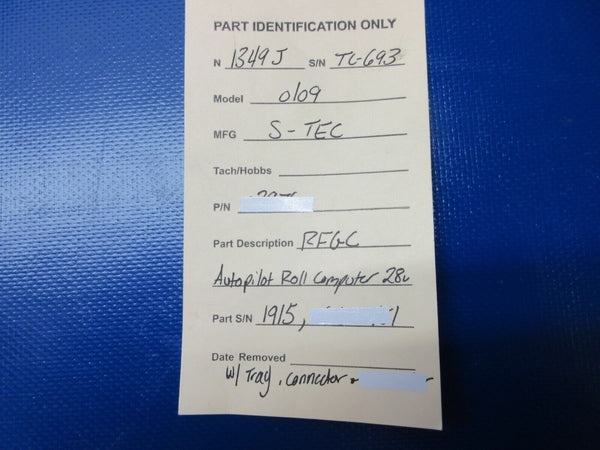 PART IDENTIFICATION ONLY
N 1349J S/N TC-693
Model 0109
MFG S-TEC
Tach/Hobbs
P/N
Part Description RFGC
Autopilot Roll Computer 28v
Part S/N 1915,
Date Removed
w/ Tray, connector